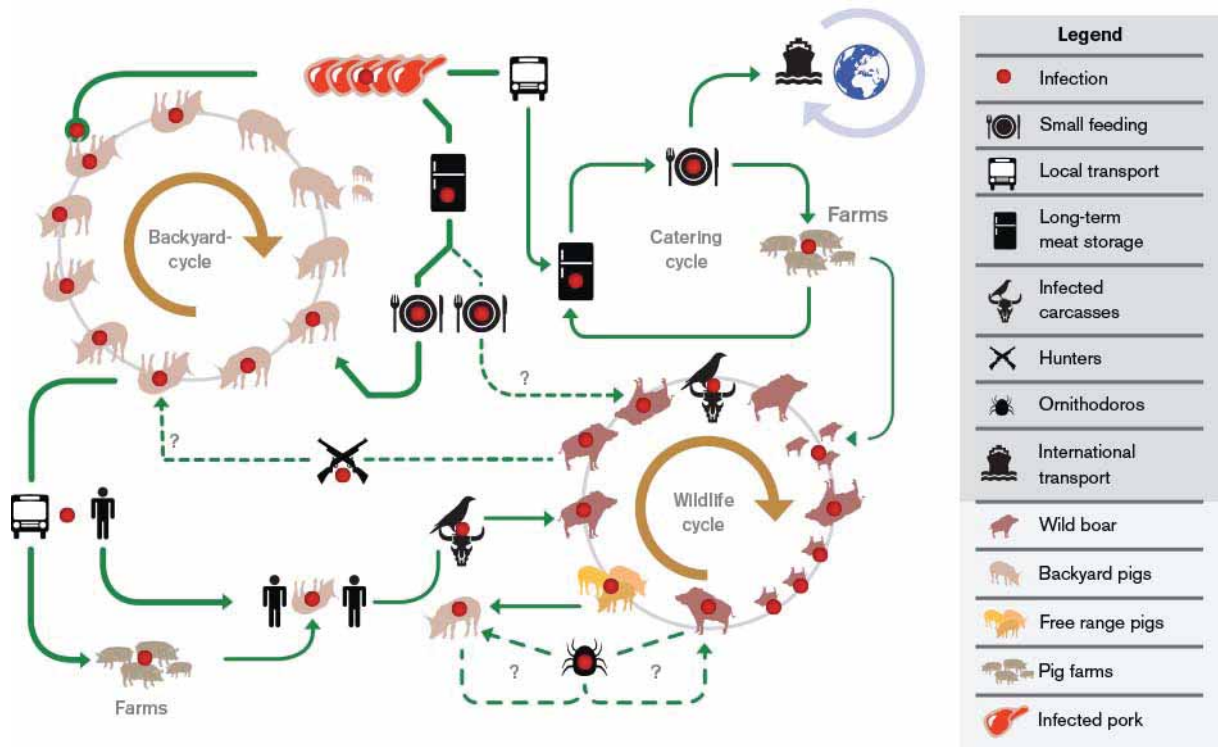 Backyard-
cycle
Catering
cycle
Farms
?
?
Wildlife
cycle
?
?
Farms
Legend
Infection
Small feeding
Local transport
Long-term
meat storage
Infected
carcasses
Hunters
Ornithodoros
International
transport
Wild boar
Backyard pigs
Free range pigs
Pig farms
Infected pork